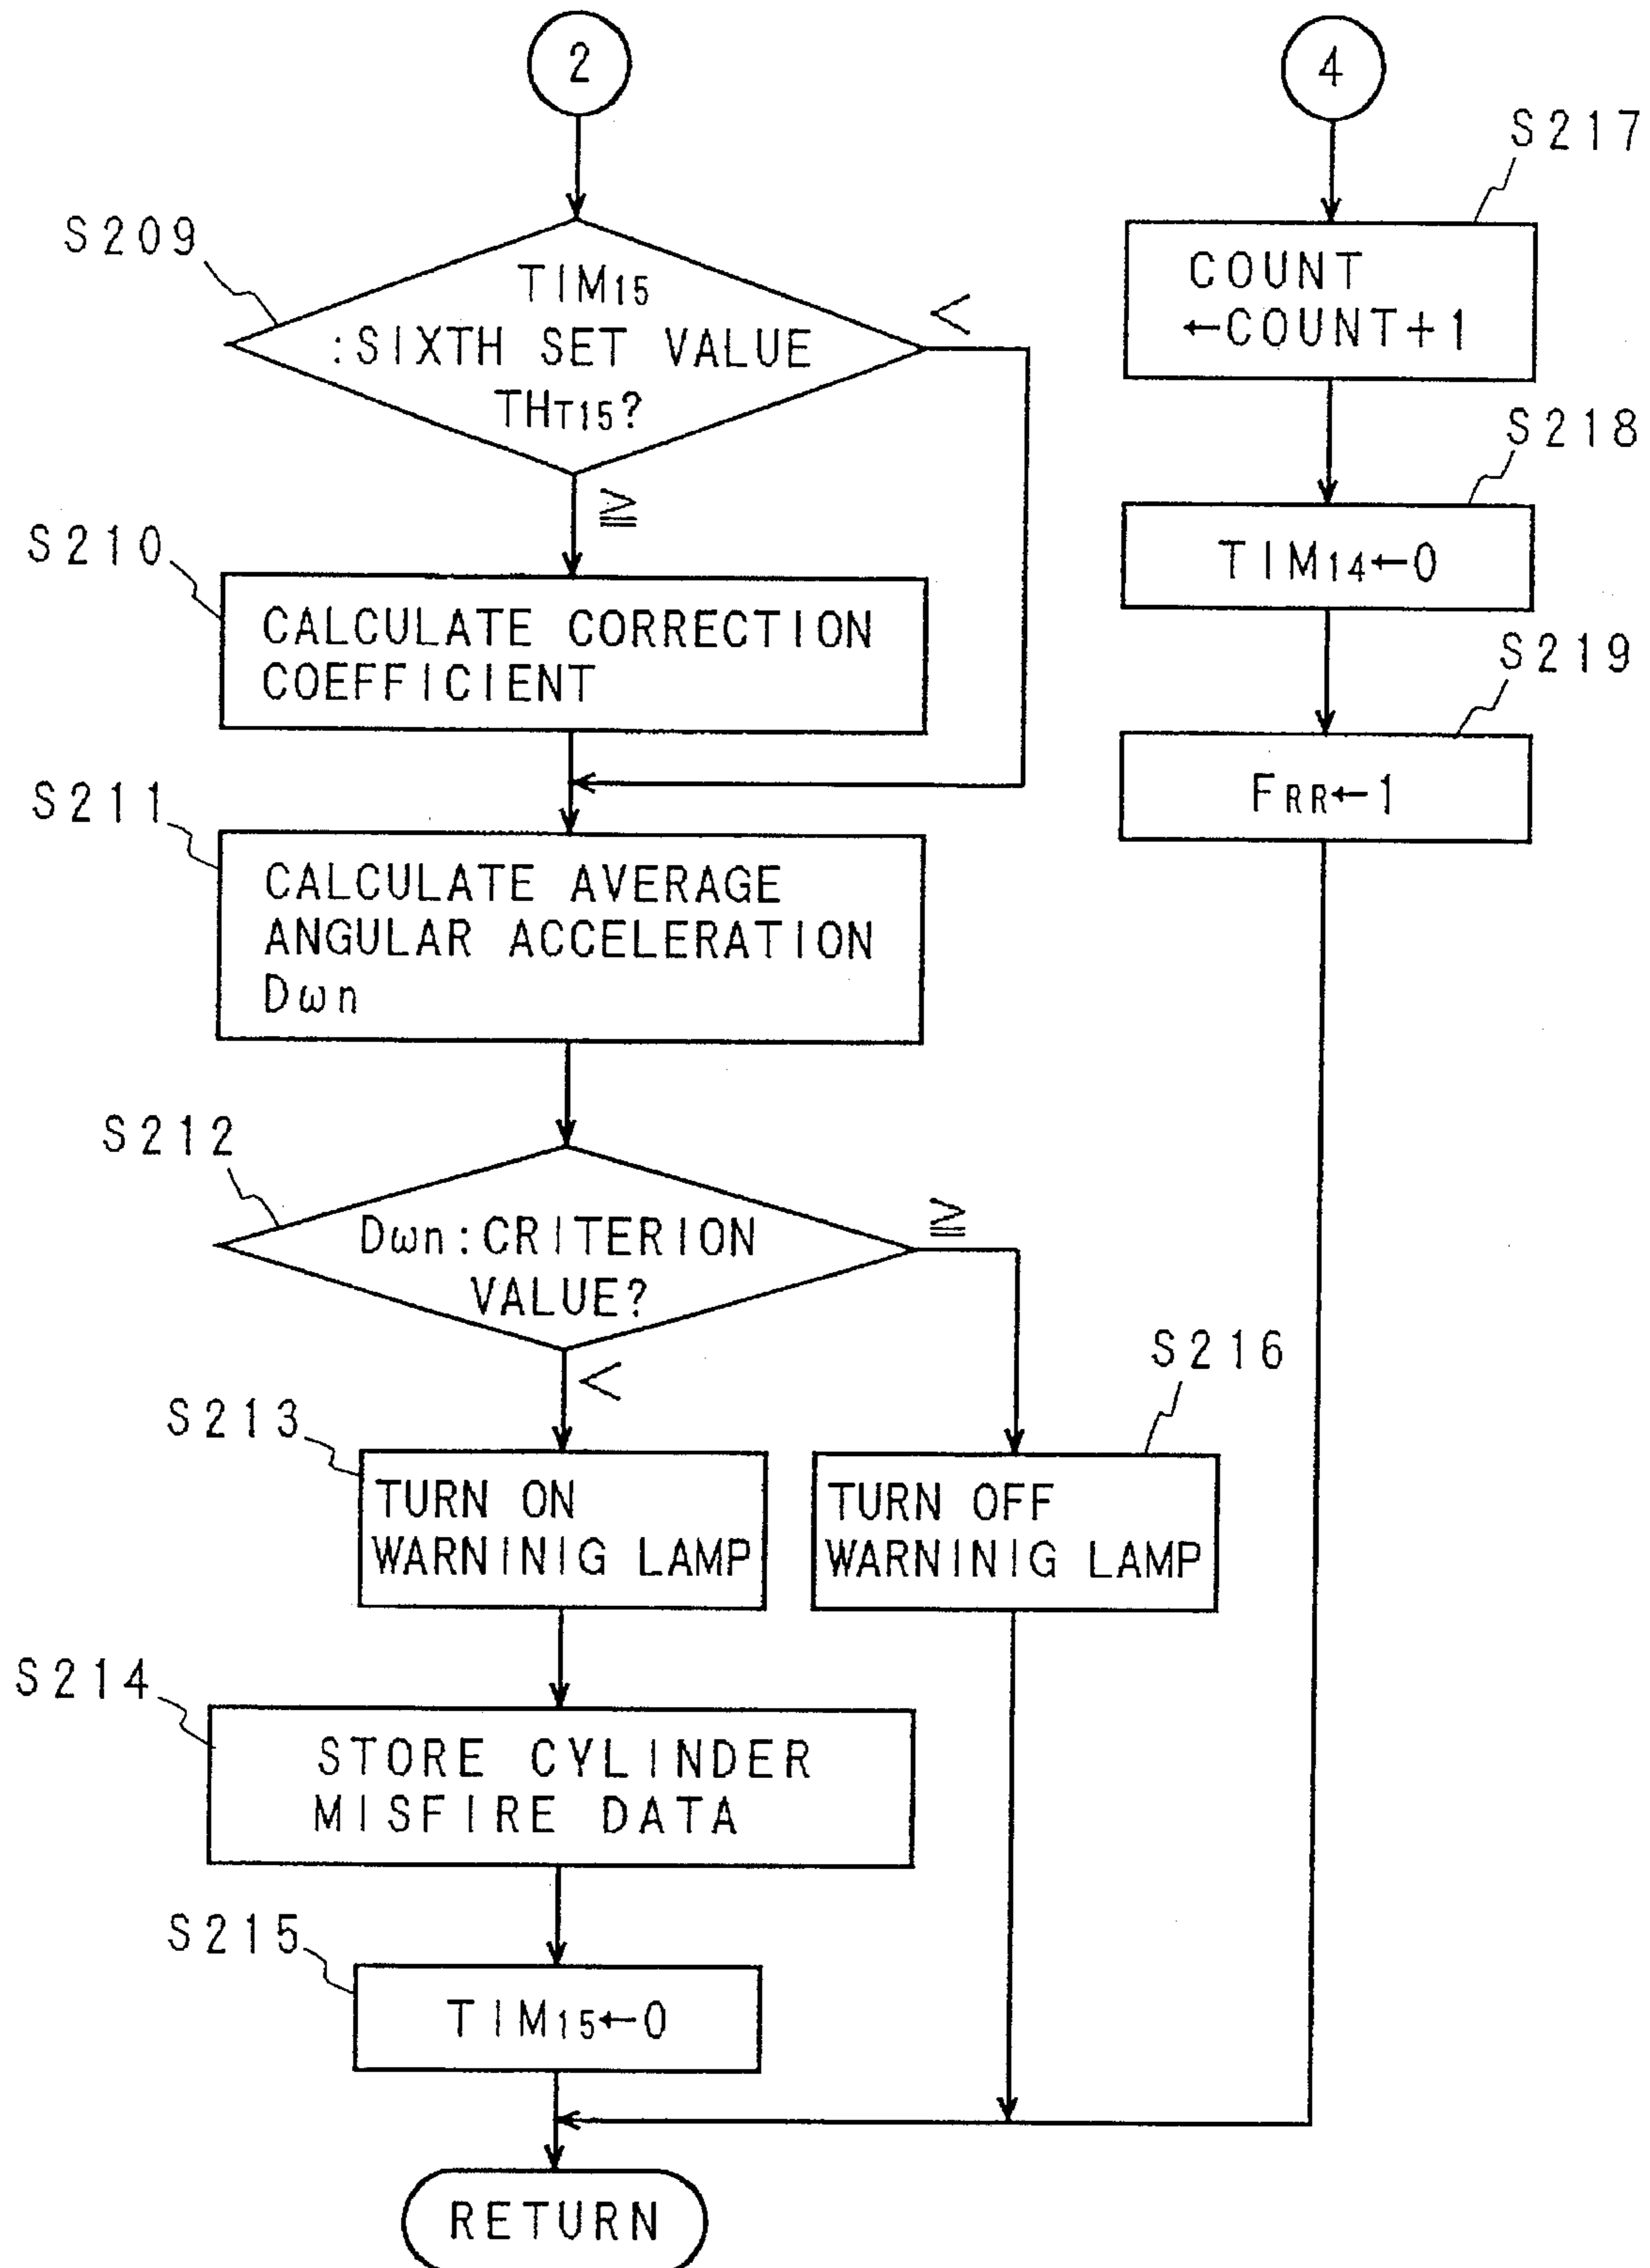 2
S209
TIM15
:SIXTH SET VALUE
THT15?
<
≧
S210
CALCULATE CORRECTION
COEFFICIENT
S211
CALCULATE AVERAGE
ANGULAR ACCELERATION
Dωn
S212
Dωn:CRITERION
VALUE?
≧
<
S213
TURN ON
WARNINIG LAMP
S216
TURN OFF
WARNINIG LAMP
S214
STORE CYLINDER
MISFIRE DATA
S215
TIM15←0
RETURN
4
S217
COUNT
←COUNT+1
S218
TIM14←0
S219
FRR←1